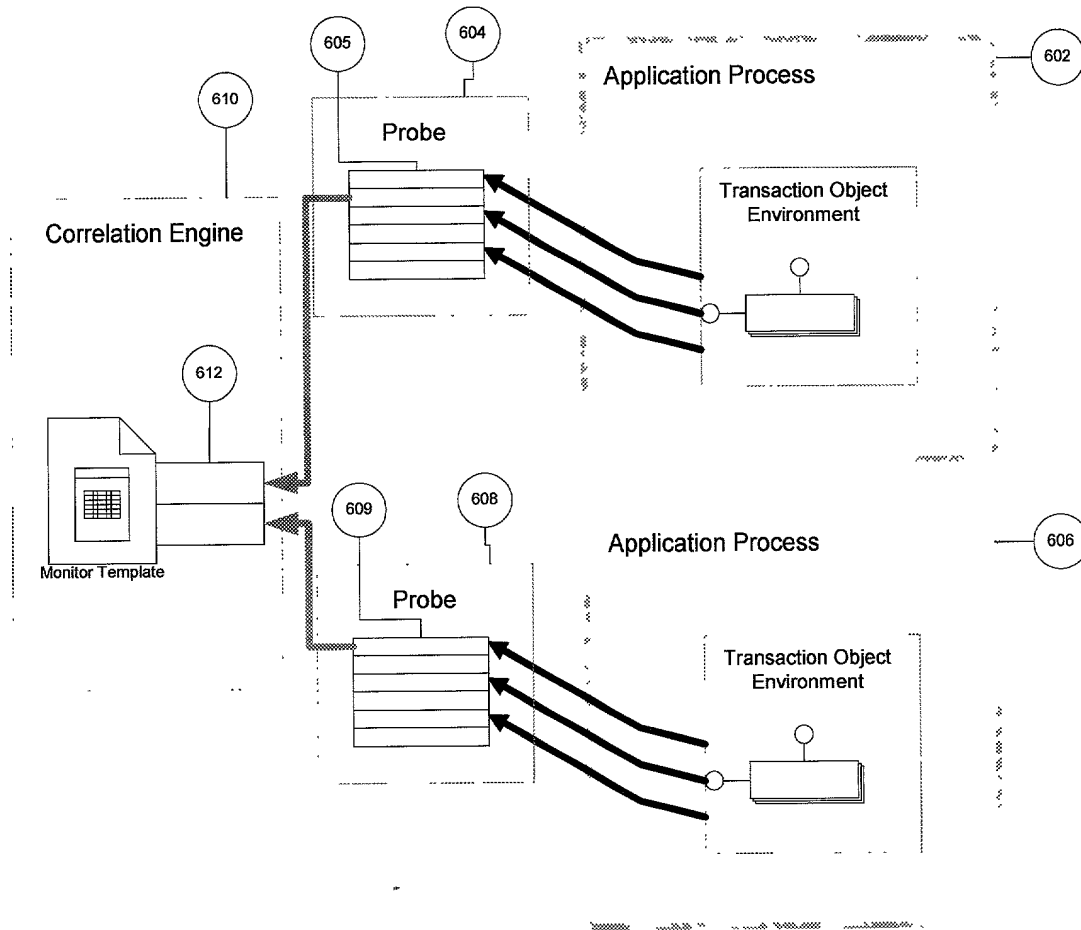 605
604
602
Application Process
610
Probe
Transaction Object
Environment
Correlation Engine
612
608
609
606
Application Process
Monitor Template
Probe
Transaction Object
Environment